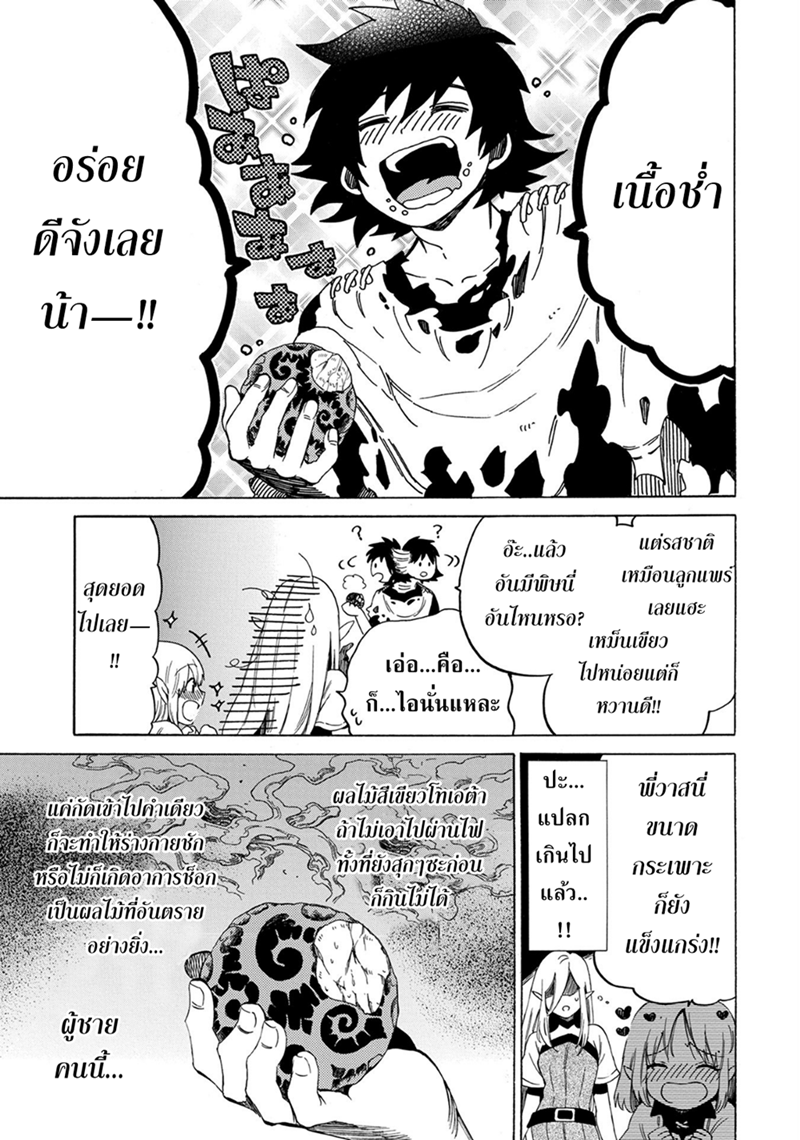 เนื้อช่ำ
อร่อย
ดีจังเลย
น้า—!!
ぱぁぁぁぁぁ
แต่รสชาติ
เหมือนลูกแพร์
เลยแฮะ
เหม็นเขียว
ไปหน่อยแต่ก็
หวานดี!!
อ๊ะ..แล้ว
อันมีพิษนี่
อันไหนหรอ?
?
?
เอ่อ...คือ...
ก็...ไอนั่นแหละ
สุดยอด
ไปเลย—
!!
พี่วาสนี่
ขนาด
กระเพาะ
ก็ยัง
แข็งแกร่ง!!
ปะ...
แปลก
เกินไป
แล้ว..
!!
ผลไม้สีเขียวโทเอต้า
ถ้าไม่เอาไปผ่านไฟ
ทั้งที่ยังสุกๆซะก่อน
ก็กินไม่ได้
แค่กัดเข้าไปคำเดียว
ก็จะทำให้ร่างกายชัก
หรือไม่ก็เกิดอาการช็อก
เป็นผลไม้ที่อันตราย
อย่างยิ่ง...
ผู้ชาย
คนนี้...